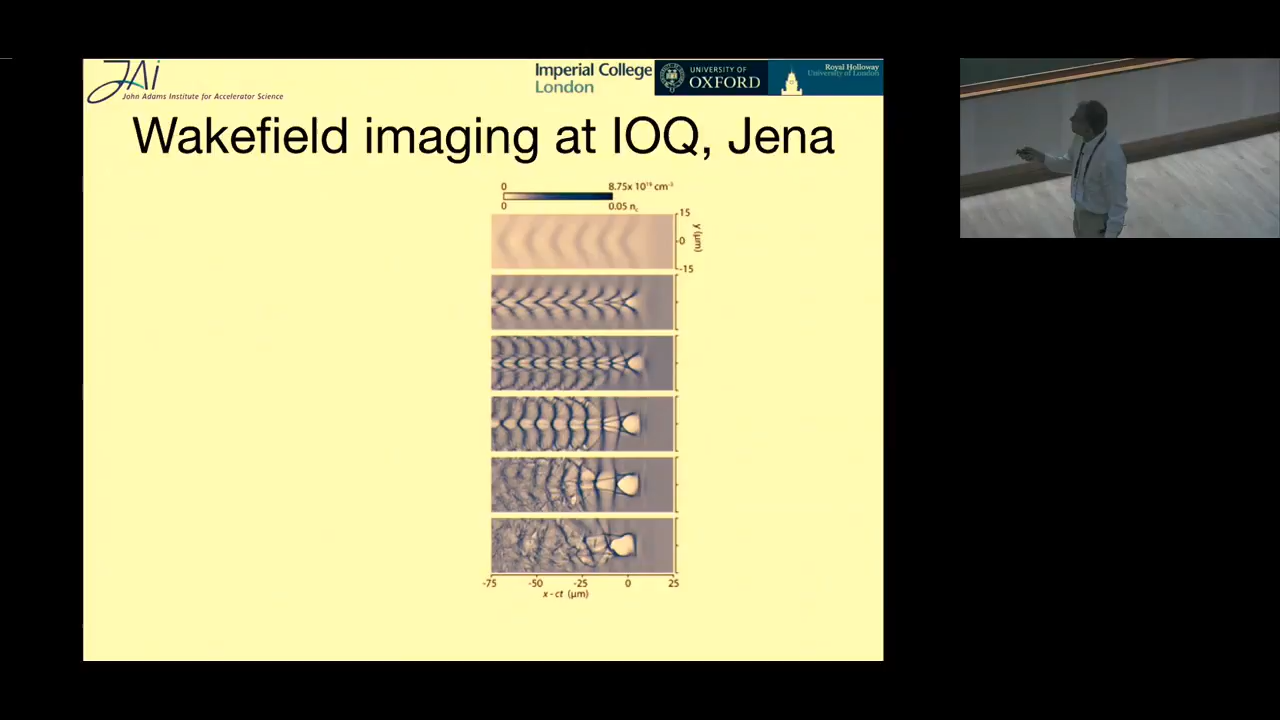 JAi
John Adams Institute for Accelerator Science
Imperial College
London
UNIVERSITY OF
OXFORD
Royal Holloway
University of London
Wakefield imaging at IOQ, Jena
0 8.75x 10¹⁹ cm⁻³
0 0.05 n꜀
15
0
-15
y (μm)
-75 -50 -25 0 25
x - ct (μm)